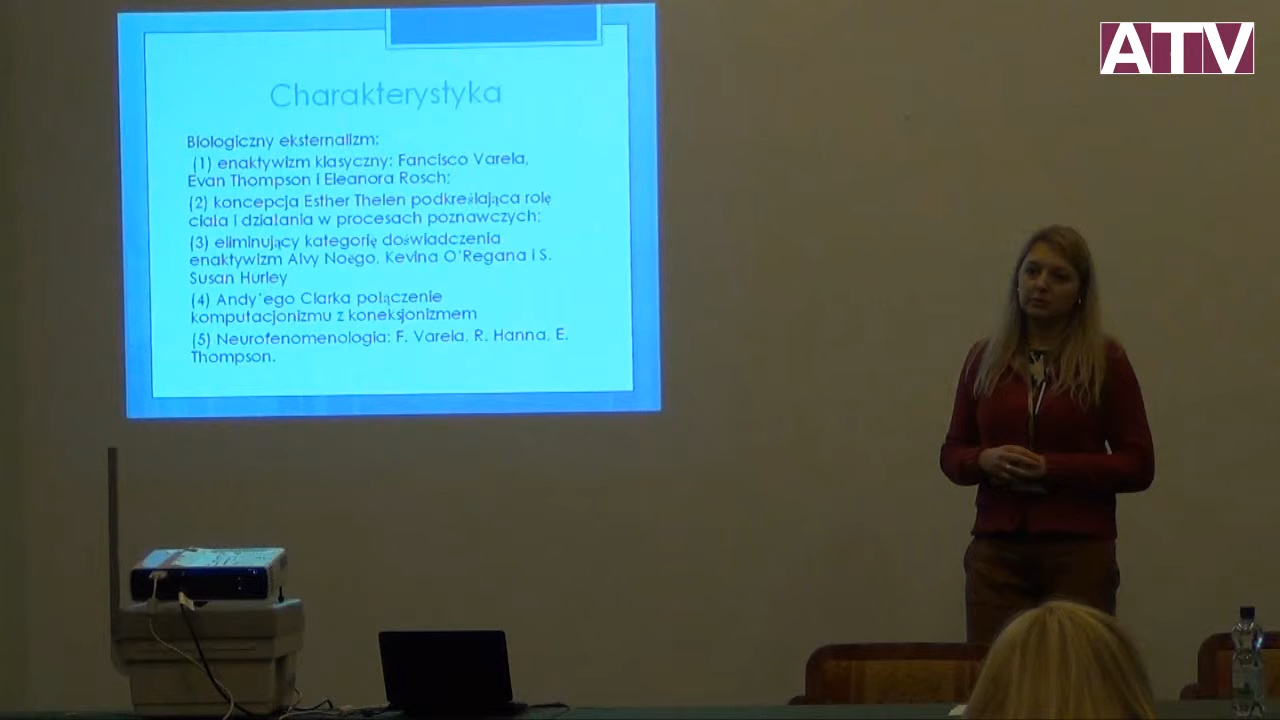 ATV
Charakterystyka
Biologiczny eksternalizm:
(1) enaktywizm klasyczny: Fancisco Varela,
Evan Thompson i Eleanora Rosch;
(2) koncepcja Esther Thelen podkreślająca rolę
ciała i działania w procesach poznawczych;
(3) eliminujący kategorię doświadczenia
enaktywizm Alvy Noego, Kevina O'Regana i S.
Susan Hurley
(4) Andy'ego Clarka połączenie
komputacjonizmu z koneksjonizmem
(5) Neurofenomenologia: F. Varela, R. Hanna, E.
Thompson.